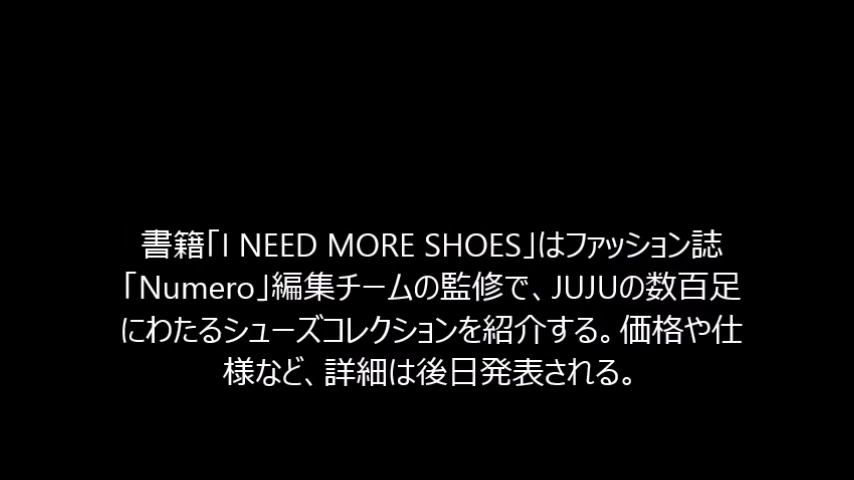 書籍「I NEED MORE SHOES」はファッション誌
「Numero」編集チームの監修で、JUJUの数百足
にわたるシューズコレクションを紹介する。価格や仕
様など、詳細は後日発表される。